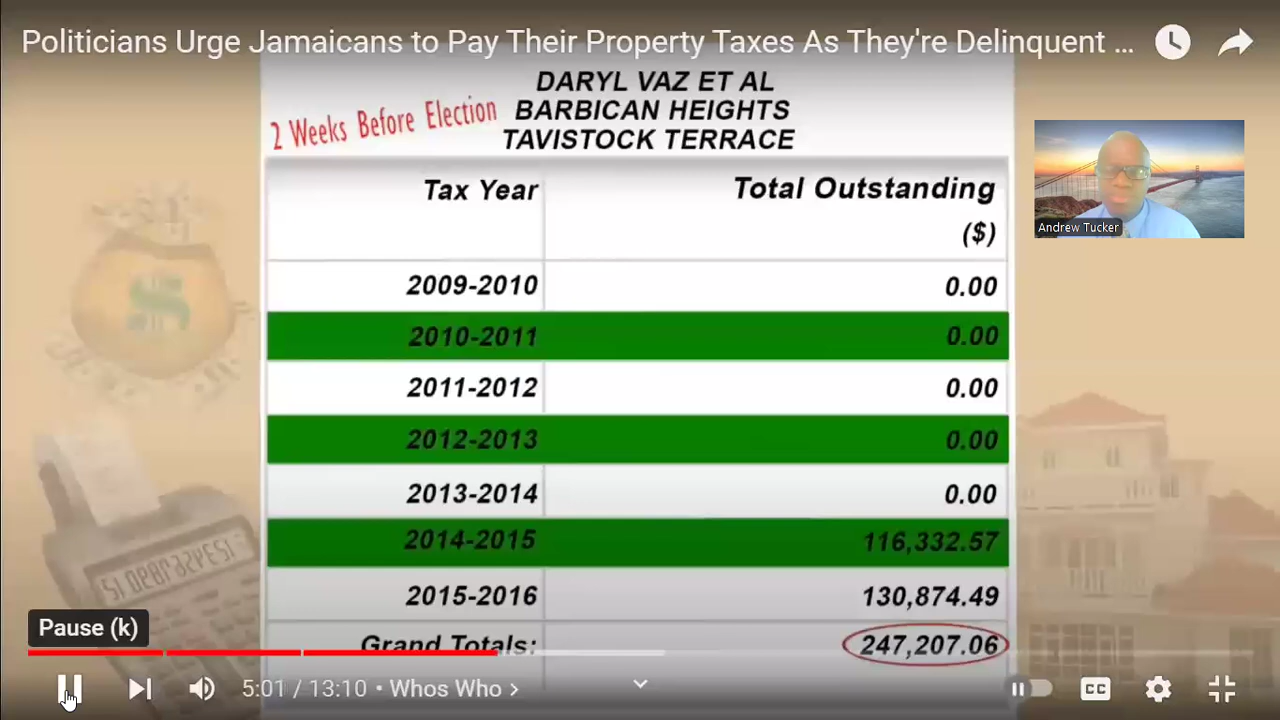 Politicians Urge Jamaicans to Pay Their Property Taxes As They're Delinquent ...
2 Weeks Before Election
DARYL VAZ ET AL
BARBICAN HEIGHTS
TAVISTOCK TERRACE
Andrew Tucker
Tax Year Total Outstanding
($)
2009-2010 0.00
2010-2011 0.00
2011-2012 0.00
2012-2013 0.00
2013-2014 0.00
2014-2015 116,332.57
2015-2016 130,874.49
Grand Totals: 247,207.06
Pause (k)
5:01 / 13:10 • Whos Who >
CC